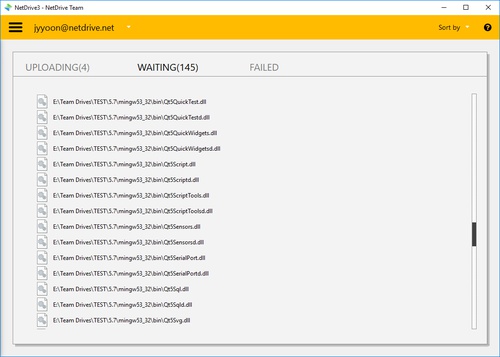 NetDrive3 - NetDrive Team
jyyoon@netdrive.net
Sort by
UPLOADING(4) WAITING(145) FAILED
E:\Team Drives\TEST\5.7\mingw53_32\bin\Qt5QuickTest.dll
E:\Team Drives\TEST\5.7\mingw53_32\bin\Qt5QuickTestd.dll
E:\Team Drives\TEST\5.7\mingw53_32\bin\Qt5QuickWidgets.dll
E:\Team Drives\TEST\5.7\mingw53_32\bin\Qt5QuickWidgetsd.dll
E:\Team Drives\TEST\5.7\mingw53_32\bin\Qt5Script.dll
E:\Team Drives\TEST\5.7\mingw53_32\bin\Qt5Scriptd.dll
E:\Team Drives\TEST\5.7\mingw53_32\bin\Qt5ScriptTools.dll
E:\Team Drives\TEST\5.7\mingw53_32\bin\Qt5ScriptToolsd.dll
E:\Team Drives\TEST\5.7\mingw53_32\bin\Qt5Sensors.dll
E:\Team Drives\TEST\5.7\mingw53_32\bin\Qt5Sensorsd.dll
E:\Team Drives\TEST\5.7\mingw53_32\bin\Qt5SerialPort.dll
E:\Team Drives\TEST\5.7\mingw53_32\bin\Qt5SerialPortd.dll
E:\Team Drives\TEST\5.7\mingw53_32\bin\Qt5Sql.dll
E:\Team Drives\TEST\5.7\mingw53_32\bin\Qt5Sqld.dll
E:\Team Drives\TEST\5.7\mingw53_32\bin\Qt5Svg.dll